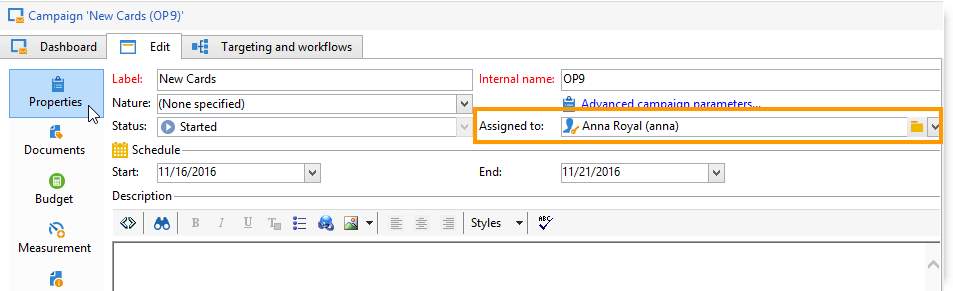 Campaign 'New Cards (OP9)'
Dashboard Edit Targeting and workflows
Properties
Documents
Budget
Measurement
Label: New Cards Internal name: OP9
Nature: (None specified) Advanced campaign parameters...
Status: Started Assigned to: Anna Royal (anna)
Schedule
Start: 11/16/2016 End: 11/21/2016
Description
B I U T Styles ABC